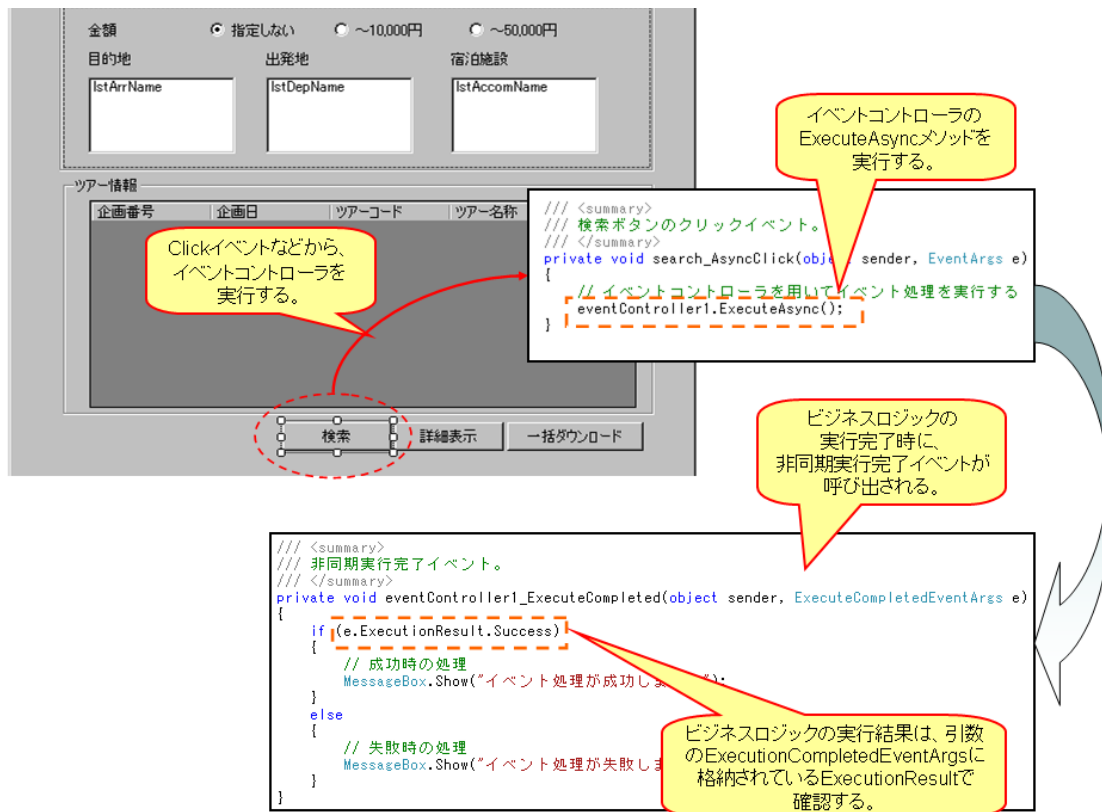 金額 指定しない ～10,000円 ～50,000円
目的地 出発地 宿泊施設
lstArrName lstDepName lstAccomName
ツアー情報
企画番号 企画日 ツアーコード ツアー名称
Clickイベントなどから、
イベントコントローラを
実行する。
検索 詳細表示 一括ダウンロード
イベントコントローラの
ExecuteAsyncメソッドを
実行する。
/// <summary>
/// 検索ボタンのクリックイベント。
/// </summary>
private void search_AsyncClick(obje sender, EventArgs e)
{
// イベントコントローラを用いてイベント処理を実行する
eventController1.ExecuteAsync();
}
ビジネスロジックの
実行完了時に、
非同期実行完了イベントが
呼び出される。
/// <summary>
/// 非同期実行完了イベント。
/// </summary>
private void eventController1_ExecuteCompleted(object sender, ExecuteCompletedEventArgs e)
{
if (e.ExecutionResult.Success)
{
// 成功時の処理
MessageBox.Show("イベント処理が成功しま ");
}
else
{
// 失敗時の処理
MessageBox.Show("イベント処理が失敗しま
}
}
ビジネスロジックの実行結果は、引数
のExecutionCompletedEventArgsに
格納されているExecutionResultで
確認する。